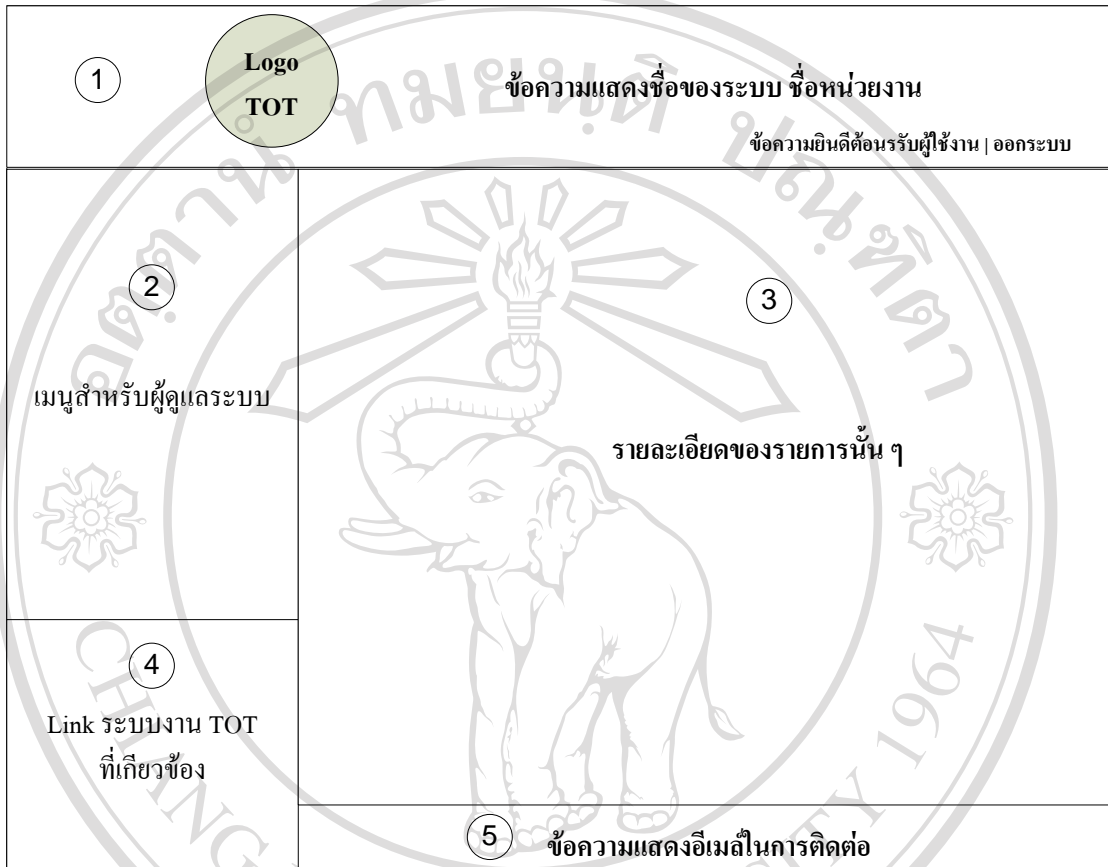 1
Logo
TOT
ข้อความแสดงชื่อของระบบ ชื่อหน่วยงาน
ข้อความยินดีต้อนรรับผู้ใช้งาน | ออกระบบ
2
เมนูสำหรับผู้ดูแลระบบ
3
รายละเอียดของรายการนั้น ๆ
4
Link ระบบงาน TOT
ที่เกียวข้อง
5
ข้อความแสดงอีเมล์ในการติดต่อ
1964